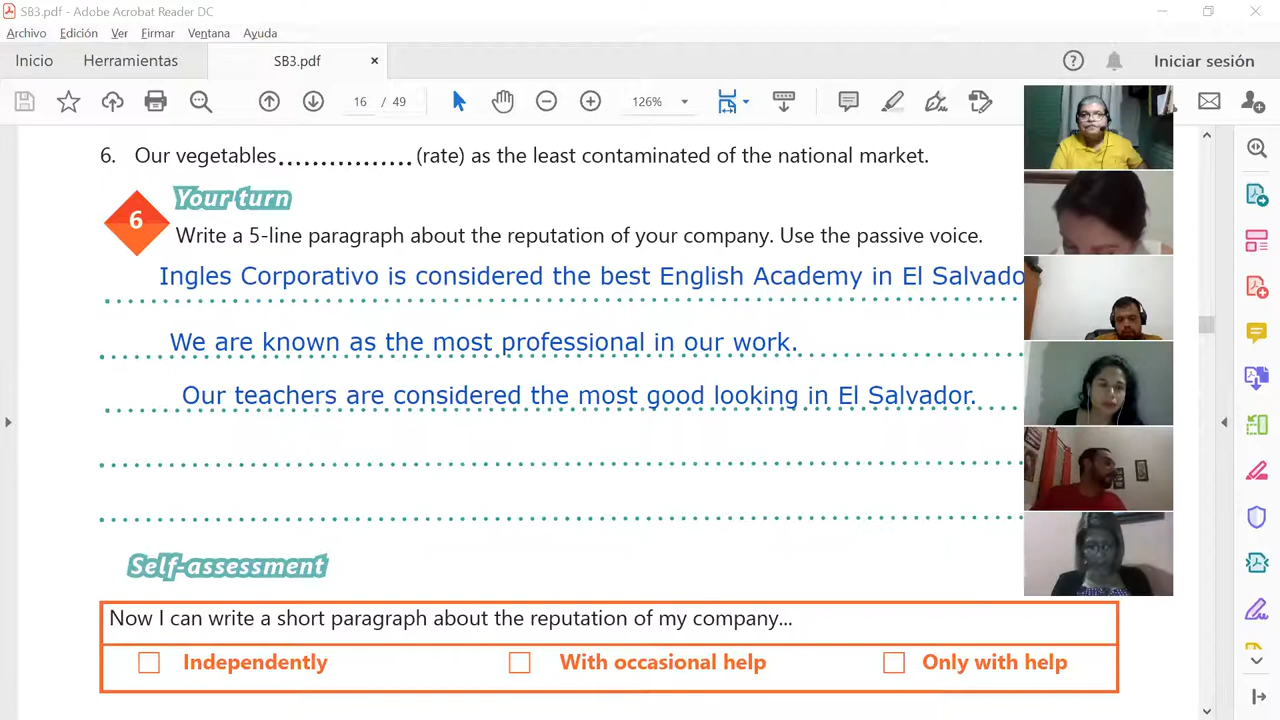 SB3.pdf - Adobe Acrobat Reader DC
Archivo Edición Ver Firmar Ventana Ayuda
Inicio Herramientas SB3.pdf × Iniciar sesión
16 / 49 126%
6. Our vegetables................(rate) as the least contaminated of the national market.
Your turn
6
Write a 5-line paragraph about the reputation of your company. Use the passive voice.
Ingles Corporativo is considered the best English Academy in El Salvado
We are known as the most professional in our work.
Our teachers are considered the most good looking in El Salvador.
Self-assessment
Now I can write a short paragraph about the reputation of my company...
Independently With occasional help Only with help